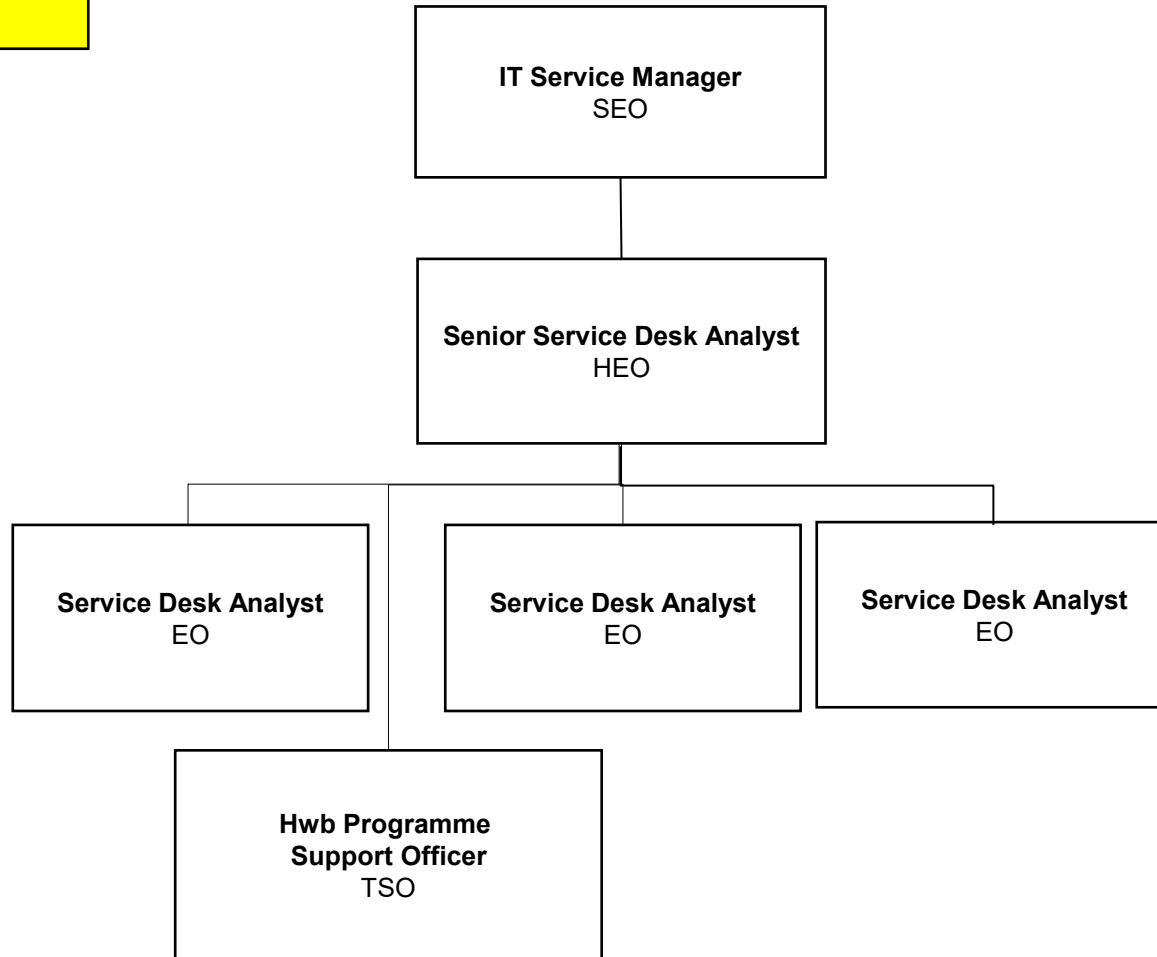 IT Service Manager
SEO
Senior Service Desk Analyst
HEO
Service Desk Analyst
EO
Service Desk Analyst
EO
Service Desk Analyst
EO
Hwb Programme
Support Officer
TSO